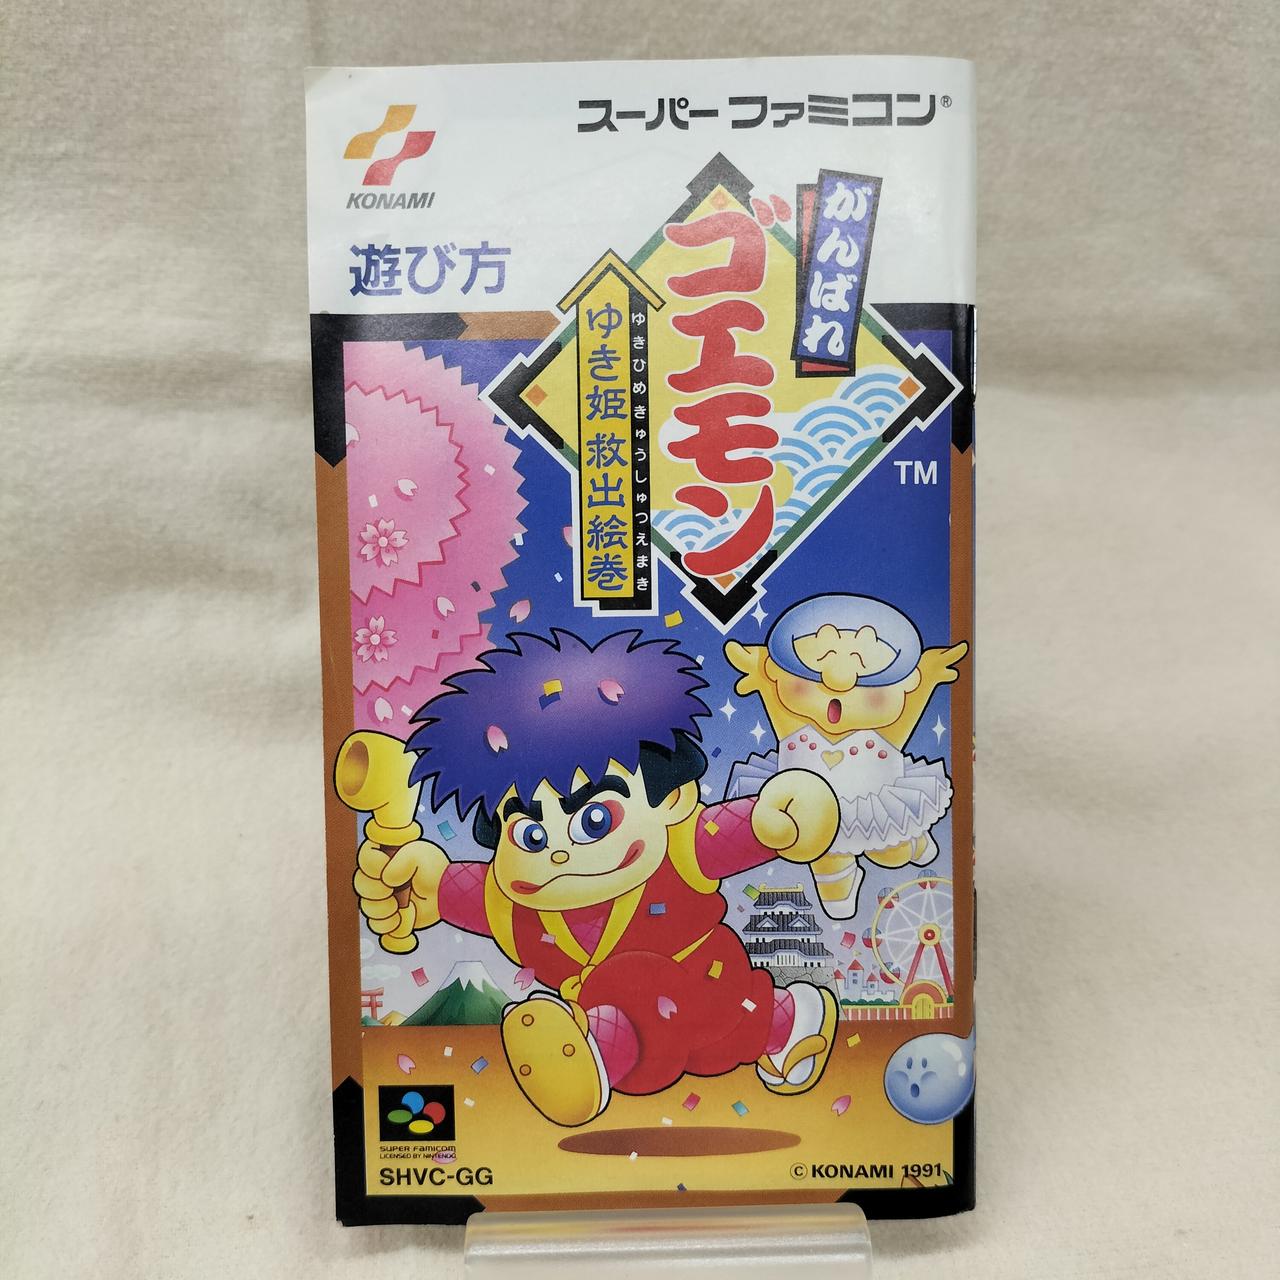 スーパーファミコン®
KONAMI
遊び方
がんばれ
ゴエモン
ゆきひめきゅうしゅつえまき
ゆき姫救出絵巻
TM
SUPER FAMICOM
LICENSED BY NINTENDO
SHVC-GG
© KONAMI 1991